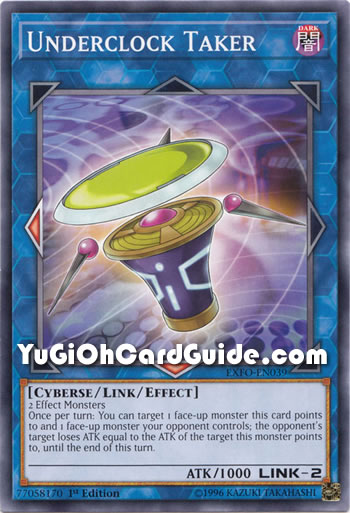 UNDERCLOCK TAKER
DARK
闇
YuGiOhCardGuide.com
EXFO-EN039
[CYBERSE/LINK/EFFECT]
2 Effect Monsters
Once per turn: You can target 1 face-up monster this card
points to and 1 face-up monster your opponent controls; the opponent's
target loses ATK equal to the ATK of the target this monster points
to, until the end of this turn.
ATK/1000 LINK-2
77058170 1st Edition ©1996 KAZUKI TAKAHASHI